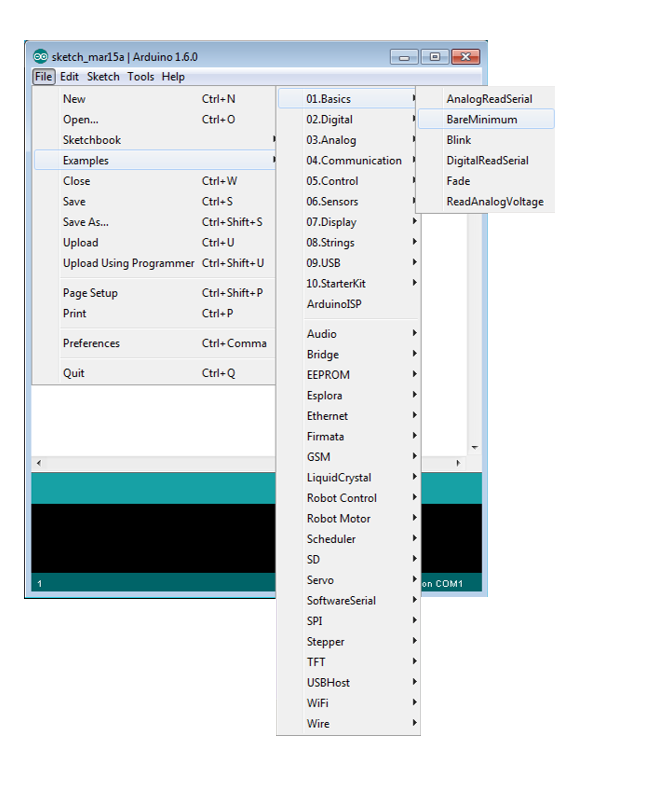 sketch_mar15a | Arduino 1.6.0
File Edit Sketch Tools Help
New Ctrl+N
Open... Ctrl+O
Sketchbook
Examples
Close Ctrl+W
Save Ctrl+S
Save As... Ctrl+Shift+S
Upload Ctrl+U
Upload Using Programmer Ctrl+Shift+U
Page Setup Ctrl+Shift+P
Print Ctrl+P
Preferences Ctrl+Comma
Quit Ctrl+Q
01.Basics
02.Digital
03.Analog
04.Communication
05.Control
06.Sensors
07.Display
08.Strings
09.USB
10.StarterKit
ArduinoISP
Audio
Bridge
EEPROM
Esplora
Ethernet
Firmata
GSM
LiquidCrystal
Robot Control
Robot Motor
Scheduler
SD
Servo
SoftwareSerial
SPI
Stepper
TFT
USBHost
WiFi
Wire
AnalogReadSerial
BareMinimum
Blink
DigitalReadSerial
Fade
ReadAnalogVoltage
1
on COM1